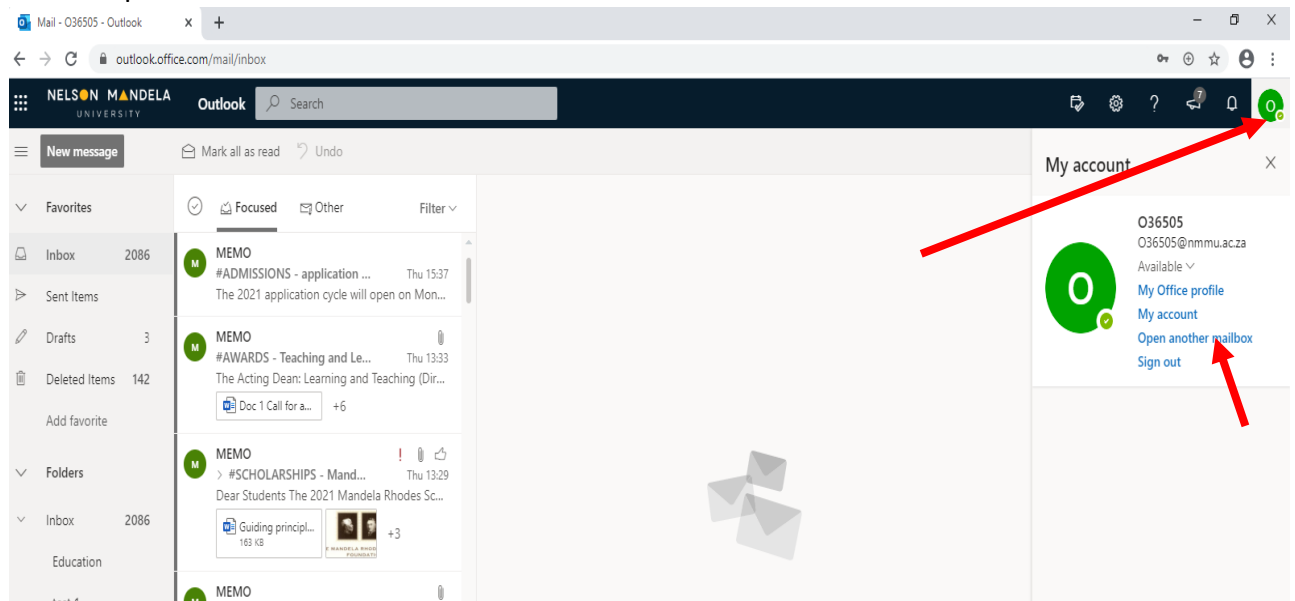 Mail - O36505 - Outlook
outlook.office.com/mail/inbox
NELSON MANDELA
UNIVERSITY
Outlook
Search
7
O
New message
Mark all as read
Undo
My account
Favorites
Focused
Other
Filter
Inbox 2086
Sent Items
Drafts 3
Deleted Items 142
Add favorite
Folders
Inbox 2086
Education
M
MEMO
#ADMISSIONS - application ... Thu 15:37
The 2021 application cycle will open on Mon...
M
MEMO
#AWARDS - Teaching and Le... Thu 13:33
The Acting Dean: Learning and Teaching (Dir...
Doc 1 Call for a... +6
M
MEMO
> #SCHOLARSHIPS - Mand... Thu 13:29
Dear Students The 2021 Mandela Rhodes Sc...
Guiding principl...
163 KB
+3
MEMO
O
O36505
O36505@nmmu.ac.za
Available
My Office profile
My account
Open another mailbox
Sign out